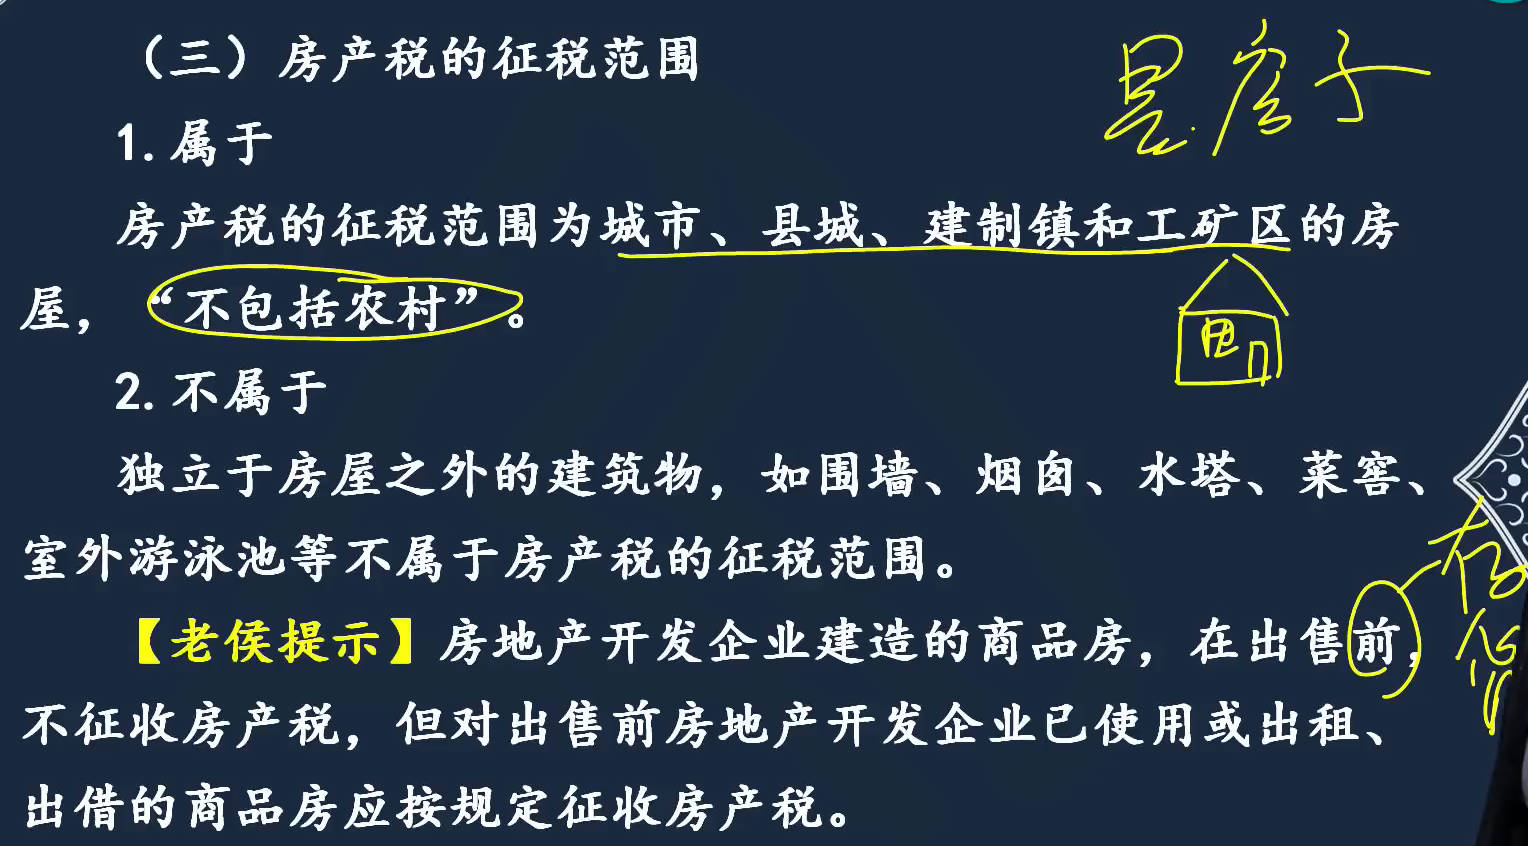 （三）房产税的征税范围
是房子
1.属于
房产税的征税范围为城市、县城、建制镇和工矿区的房
屋，“不包括农村”。
2.不属于
独立于房屋之外的建筑物，如围墙、烟囱、水塔、菜窖、
室外游泳池等不属于房产税的征税范围。
【老侯提示】房地产开发企业建造的商品房，在出售前，
不征收房产税，但对出售前房地产开发企业已使用或出租、
出借的商品房应按规定征收房产税。